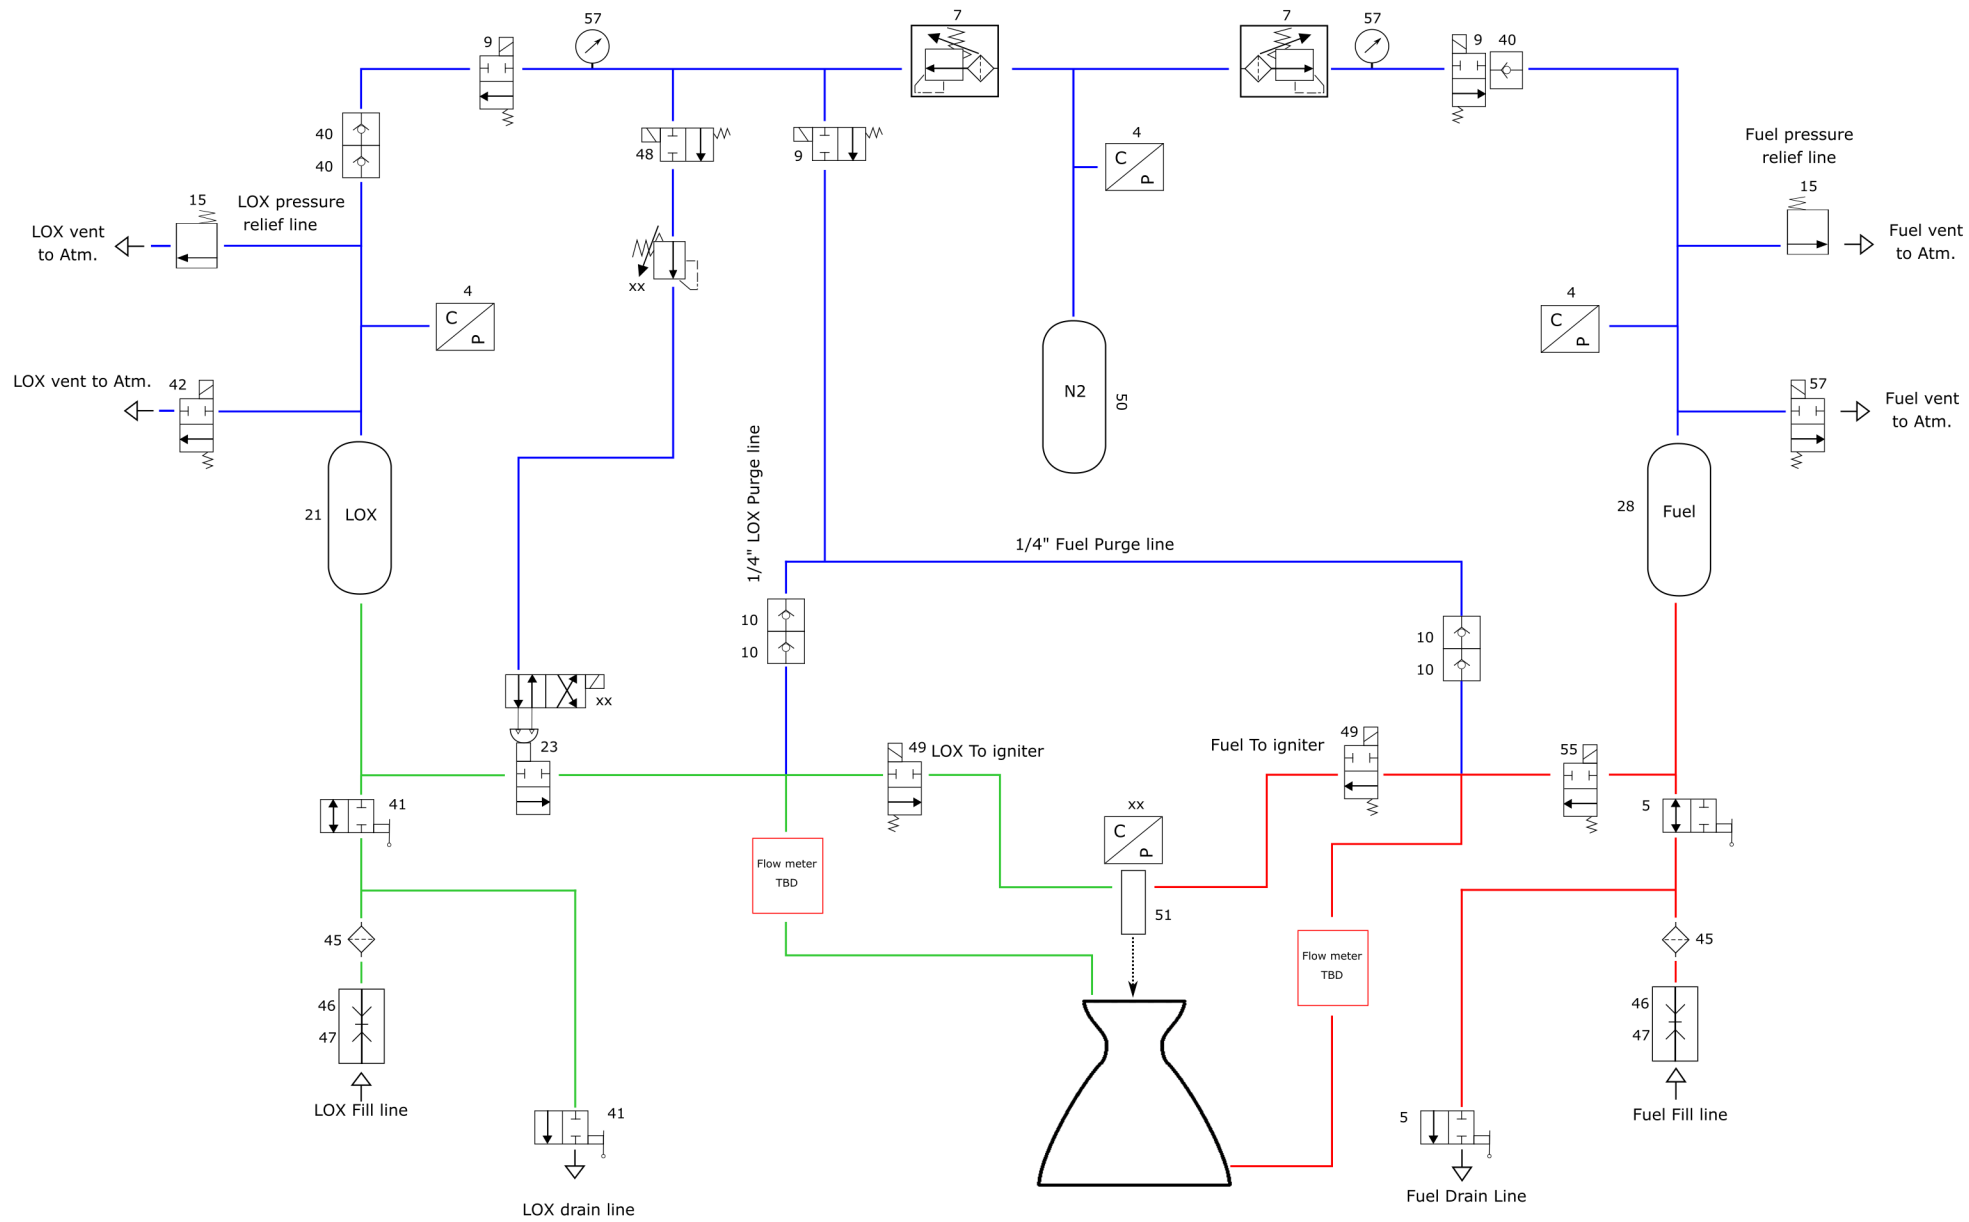 57
7
7
57
9
9
40
40
40
48
9
4
C
P
Fuel pressure
relief line
15
LOX pressure
relief line
15
LOX vent
to Atm.
Fuel vent
to Atm.
xx
4
C
P
4
C
P
LOX vent to Atm.
42
N2
50
57
Fuel vent
to Atm.
21
LOX
1/4" LOX Purge line
28
Fuel
1/4" Fuel Purge line
10
10
10
10
xx
23
49
LOX To igniter
Fuel To igniter
49
55
41
xx
C
P
5
Flow meter
TBD
51
45
Flow meter
TBD
45
46
47
46
47
LOX Fill line
41
5
Fuel Fill line
LOX drain line
Fuel Drain Line